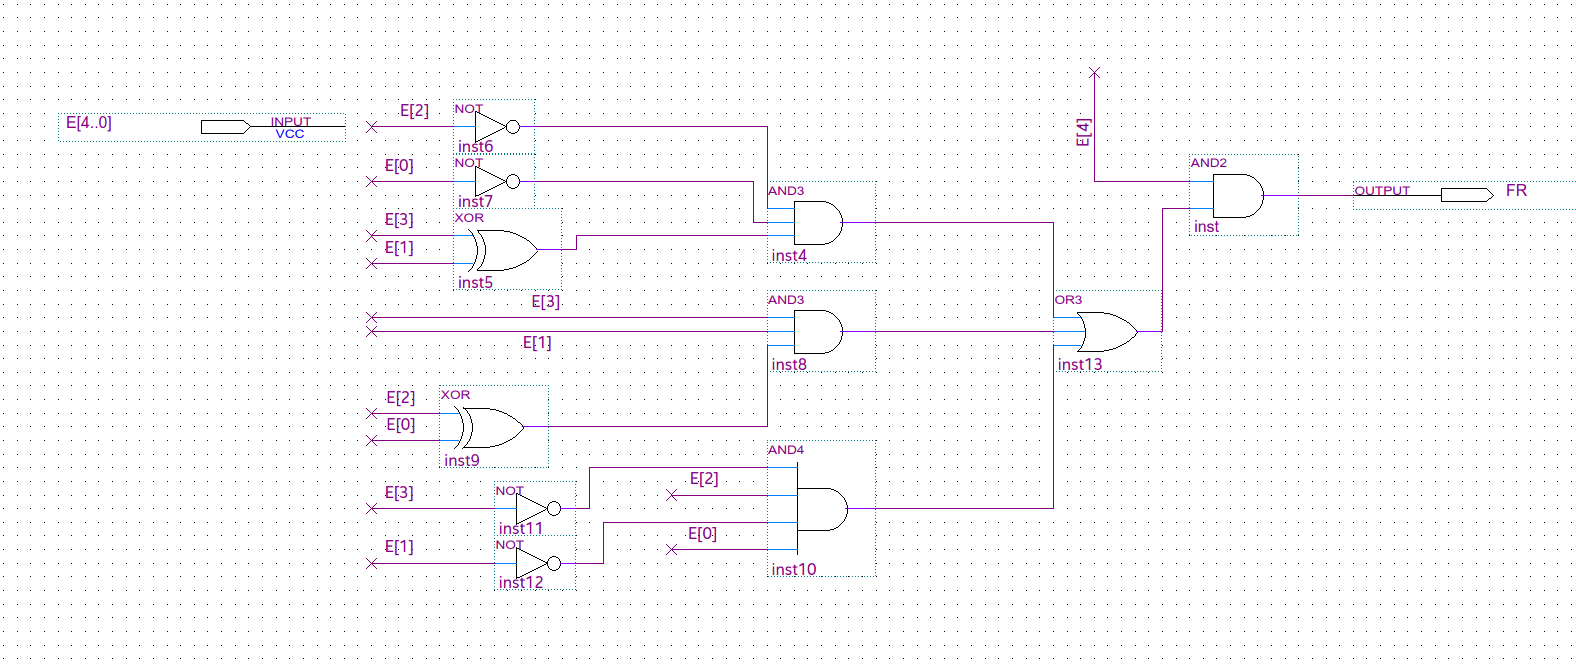 E[4..0]
INPUT
VCC
E[2]
NOT
inst6
E[0]
NOT
inst7
E[3]
E[1]
XOR
inst5
AND3
inst4
E[3]
E[1]
AND3
inst8
E[2]
E[0]
XOR
inst9
E[3]
NOT
inst11
E[1]
NOT
inst12
E[2]
E[0]
AND4
inst10
OR3
inst13
E[4]
AND2
inst
OUTPUT
FR